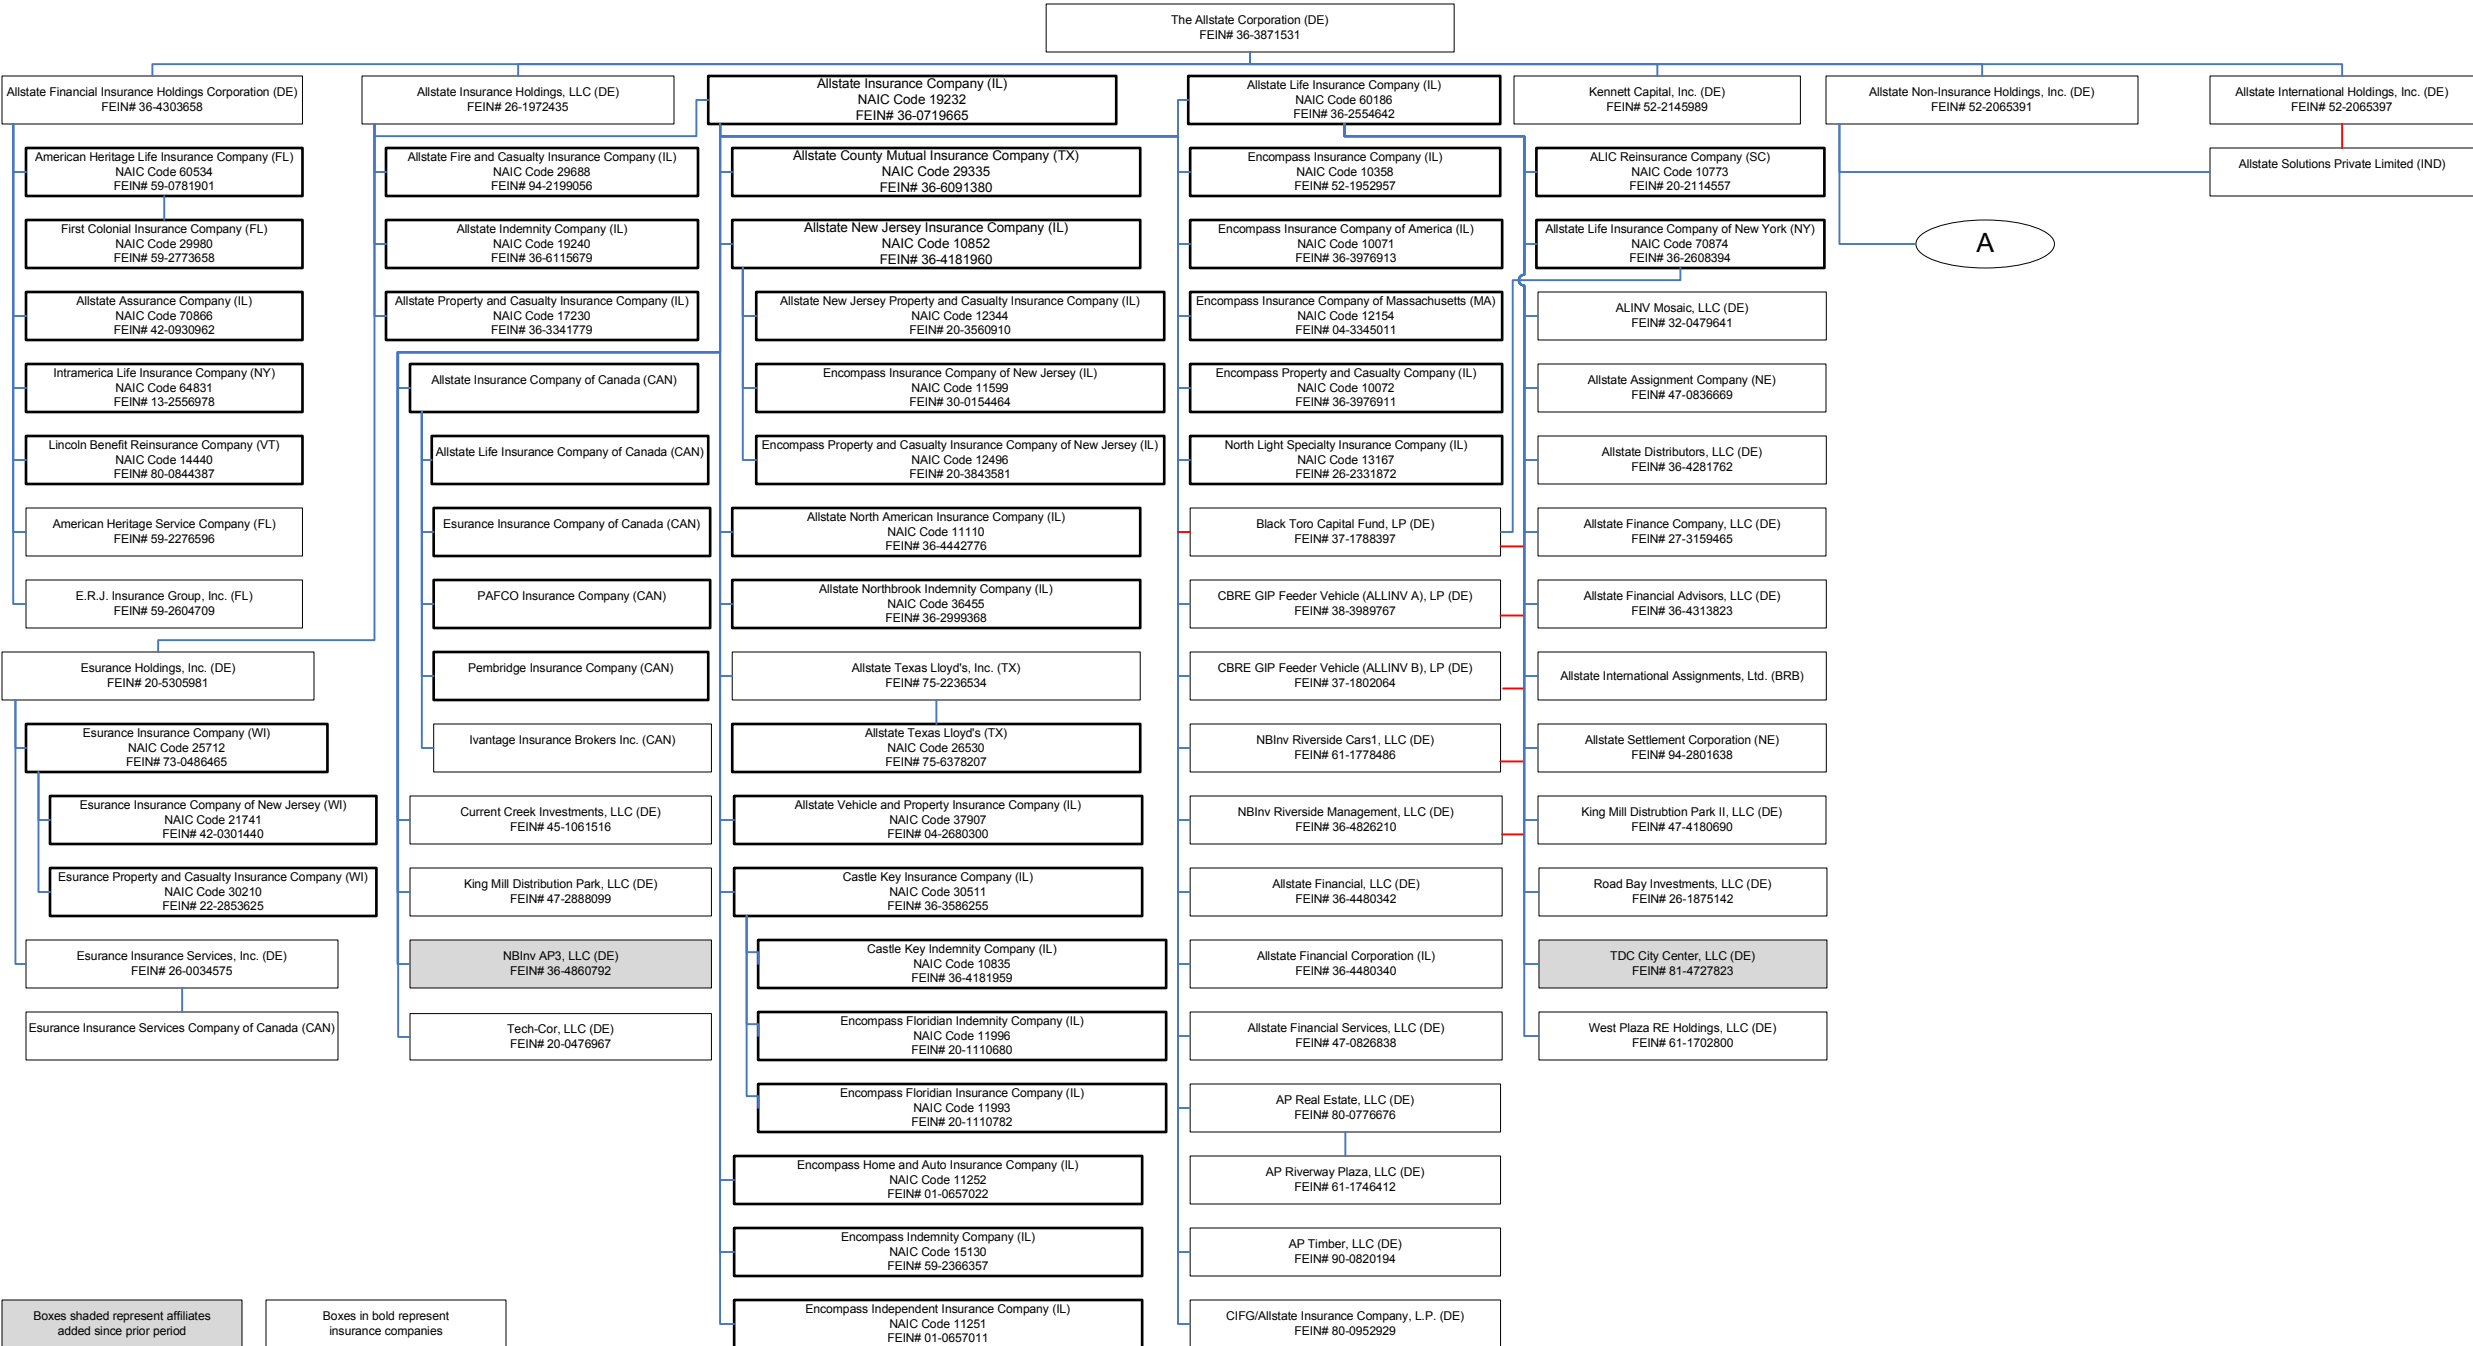 The Allstate Corporation (DE)
FEIN# 36-3871531
Allstate Financial Insurance Holdings Corporation (DE)
FEIN# 36-4303658
Allstate Insurance Holdings, LLC (DE)
FEIN# 26-1972435
Allstate Insurance Company (IL)
NAIC Code 19232
FEIN# 36-0719665
Allstate Life Insurance Company (IL)
NAIC Code 60186
FEIN# 36-2554642
Kennett Capital, Inc. (DE)
FEIN# 52-2145989
Allstate Non-Insurance Holdings, Inc. (DE)
FEIN# 52-2065391
Allstate International Holdings, Inc. (DE)
FEIN# 52-2065397
American Heritage Life Insurance Company (FL)
NAIC Code 60534
FEIN# 59-0781901
First Colonial Insurance Company (FL)
NAIC Code 29980
FEIN# 59-2773658
Allstate Assurance Company (IL)
NAIC Code 70866
FEIN# 42-0930962
Intramerica Life Insurance Company (NY)
NAIC Code 64831
FEIN# 13-2556978
Lincoln Benefit Reinsurance Company (VT)
NAIC Code 14440
FEIN# 80-0844387
American Heritage Service Company (FL)
FEIN# 59-2276596
E.R.J. Insurance Group, Inc. (FL)
FEIN# 59-2604709
Esurance Holdings, Inc. (DE)
FEIN# 20-5305981
Esurance Insurance Company (WI)
NAIC Code 25712
FEIN# 73-0486465
Esurance Insurance Company of New Jersey (WI)
NAIC Code 21741
FEIN# 42-0301440
Esurance Property and Casualty Insurance Company (WI)
NAIC Code 30210
FEIN# 22-2853625
Esurance Insurance Services, Inc. (DE)
FEIN# 26-0034575
Esurance Insurance Services Company of Canada (CAN)
Allstate Fire and Casualty Insurance Company (IL)
NAIC Code 29688
FEIN# 94-2199056
Allstate Indemnity Company (IL)
NAIC Code 19240
FEIN# 36-6115679
Allstate Property and Casualty Insurance Company (IL)
NAIC Code 17230
FEIN# 36-3341779
Allstate Insurance Company of Canada (CAN)
Allstate Life Insurance Company of Canada (CAN)
Esurance Insurance Company of Canada (CAN)
PAFCO Insurance Company (CAN)
Pembridge Insurance Company (CAN)
Ivantage Insurance Brokers Inc. (CAN)
Current Creek Investments, LLC (DE)
FEIN# 45-1061516
King Mill Distribution Park, LLC (DE)
FEIN# 47-2888099
NBInv AP3, LLC (DE)
FEIN# 36-4860792
Tech-Cor, LLC (DE)
FEIN# 20-0476967
Allstate County Mutual Insurance Company (TX)
NAIC Code 29335
FEIN# 36-6091380
Allstate New Jersey Insurance Company (IL)
NAIC Code 10852
FEIN# 36-4181960
Allstate New Jersey Property and Casualty Insurance Company (IL)
NAIC Code 12344
FEIN# 20-3560910
Encompass Insurance Company of New Jersey (IL)
NAIC Code 11599
FEIN# 30-0154464
Encompass Property and Casualty Insurance Company of New Jersey (IL)
NAIC Code 12496
FEIN# 20-3843581
Allstate North American Insurance Company (IL)
NAIC Code 11110
FEIN# 36-4442776
Allstate Northbrook Indemnity Company (IL)
NAIC Code 36455
FEIN# 36-2999368
Allstate Texas Lloyd's, Inc. (TX)
FEIN# 75-2236534
Allstate Texas Lloyd's (TX)
NAIC Code 26530
FEIN# 75-6378207
Allstate Vehicle and Property Insurance Company (IL)
NAIC Code 37907
FEIN# 04-2680300
Castle Key Insurance Company (IL)
NAIC Code 30511
FEIN# 36-3586255
Castle Key Indemnity Company (IL)
NAIC Code 10835
FEIN# 36-4181959
Encompass Floridian Indemnity Company (IL)
NAIC Code 11996
FEIN# 20-1110680
Encompass Floridian Insurance Company (IL)
NAIC Code 11993
FEIN# 20-1110782
Encompass Home and Auto Insurance Company (IL)
NAIC Code 11252
FEIN# 01-0657022
Encompass Indemnity Company (IL)
NAIC Code 15130
FEIN# 59-2366357
Encompass Independent Insurance Company (IL)
NAIC Code 11251
FEIN# 01-0657011
Encompass Insurance Company (IL)
NAIC Code 10358
FEIN# 52-1952957
Encompass Insurance Company of America (IL)
NAIC Code 10071
FEIN# 36-3976913
Encompass Insurance Company of Massachusetts (MA)
NAIC Code 12154
FEIN# 04-3345011
Encompass Property and Casualty Company (IL)
NAIC Code 10072
FEIN# 36-3976911
North Light Specialty Insurance Company (IL)
NAIC Code 13167
FEIN# 26-2331872
Black Toro Capital Fund, LP (DE)
FEIN# 37-1788397
CBRE GIP Feeder Vehicle (ALLINV A), LP (DE)
FEIN# 38-3989767
CBRE GIP Feeder Vehicle (ALLINV B), LP (DE)
FEIN# 37-1802064
NBInv Riverside Cars1, LLC (DE)
FEIN# 61-1778486
NBInv Riverside Management, LLC (DE)
FEIN# 36-4826210
Allstate Financial, LLC (DE)
FEIN# 36-4480342
Allstate Financial Corporation (IL)
FEIN# 36-4480340
Allstate Financial Services, LLC (DE)
FEIN# 47-0826838
AP Real Estate, LLC (DE)
FEIN# 80-0776676
AP Riverway Plaza, LLC (DE)
FEIN# 61-1746412
AP Timber, LLC (DE)
FEIN# 90-0820194
CIFG/Allstate Insurance Company, L.P. (DE)
FEIN# 80-0952929
ALIC Reinsurance Company (SC)
NAIC Code 10773
FEIN# 20-2114557
Allstate Life Insurance Company of New York (NY)
NAIC Code 70874
FEIN# 36-2608394
ALINV Mosaic, LLC (DE)
FEIN# 32-0479641
Allstate Assignment Company (NE)
FEIN# 47-0836669
Allstate Distributors, LLC (DE)
FEIN# 36-4281762
Allstate Finance Company, LLC (DE)
FEIN# 27-3159465
Allstate Financial Advisors, LLC (DE)
FEIN# 36-4313823
Allstate International Assignments, Ltd. (BRB)
Allstate Settlement Corporation (NE)
FEIN# 94-2801638
King Mill Distrubtion Park II, LLC (DE)
FEIN# 47-4180690
Road Bay Investments, LLC (DE)
FEIN# 26-1875142
TDC City Center, LLC (DE)
FEIN# 81-4727823
West Plaza RE Holdings, LLC (DE)
FEIN# 61-1702800
Allstate Solutions Private Limited (IND)
A
Boxes shaded represent affiliates
added since prior period
Boxes in bold represent
insurance companies